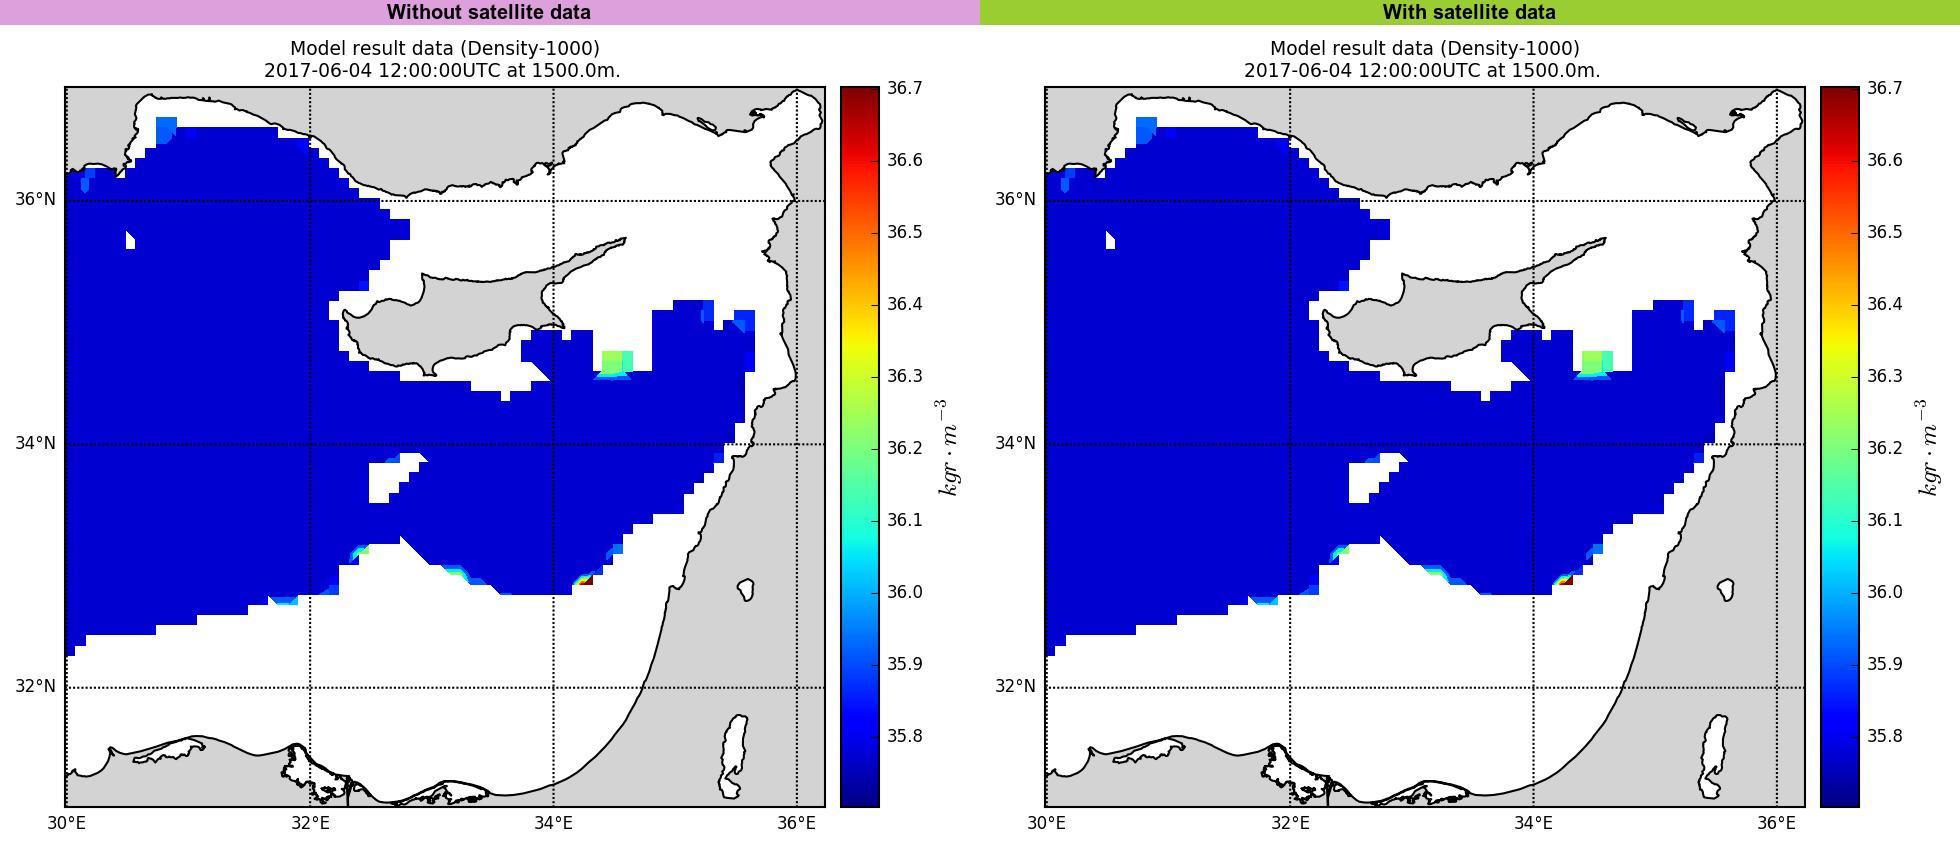 Without satellite data
Model result data (Density-1000)
2017-06-04 12:00:00UTC at 1500.0m.
36°N
34°N
32°N
30°E
32°E
34°E
36°E
36.7
36.6
36.5
36.4
36.3
36.2
36.1
36.0
35.9
35.8
kgr · m⁻³
With satellite data
Model result data (Density-1000)
2017-06-04 12:00:00UTC at 1500.0m.
36°N
34°N
32°N
30°E
32°E
34°E
36°E
36.7
36.6
36.5
36.4
36.3
36.2
36.1
36.0
35.9
35.8
kgr · m⁻³